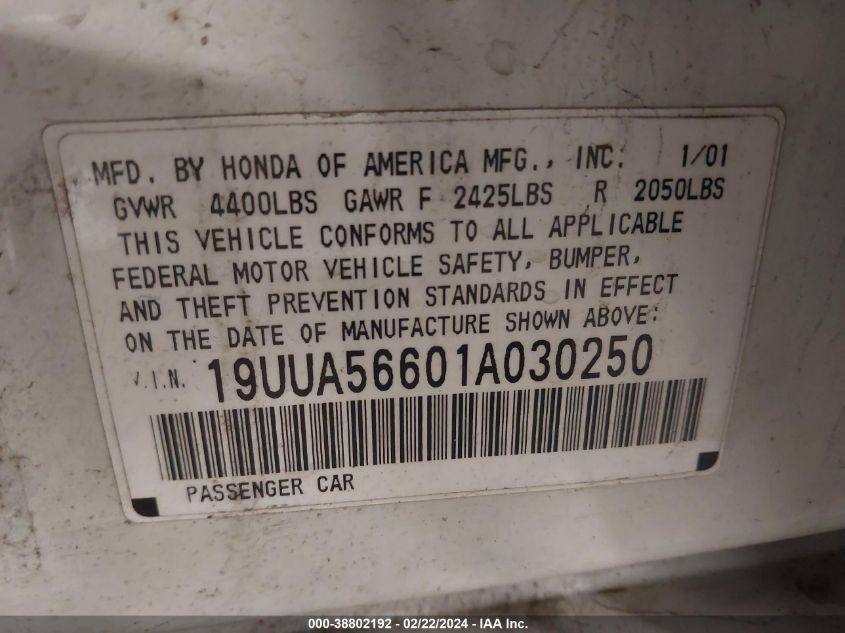 MFD. BY HONDA OF AMERICA MFG., INC. 1/01
GVWR 4400LBS GAWR F 2425LBS R 2050LBS
THIS VEHICLE CONFORMS TO ALL APPLICABLE
FEDERAL MOTOR VEHICLE SAFETY, BUMPER,
AND THEFT PREVENTION STANDARDS IN EFFECT
ON THE DATE OF MANUFACTURE SHOWN ABOVE:
V.I.N. 19UUA56601A030250
PASSENGER CAR
000-38802192 - 02/22/2024 - IAA Inc.